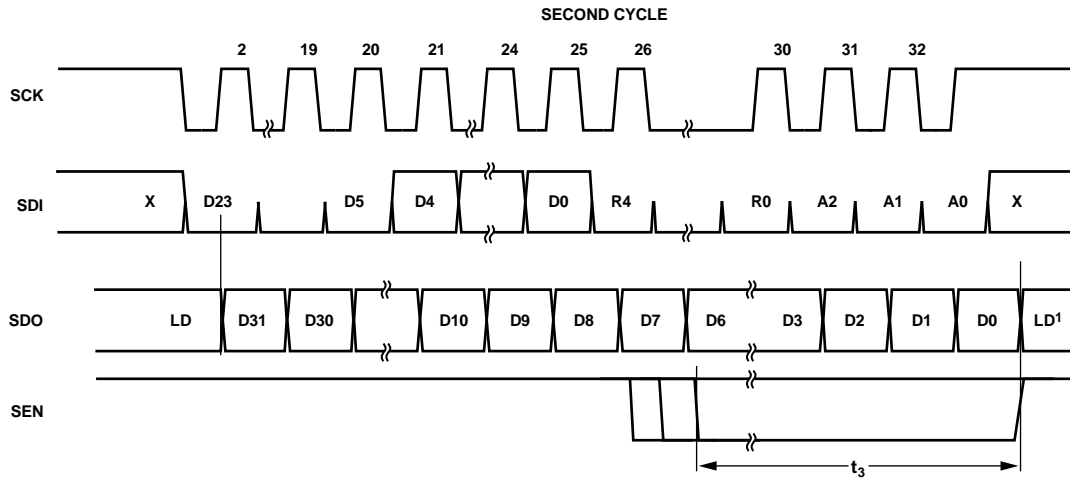 SECOND CYCLE
2 19 20 21 24 25 26 30 31 32
SCK
SDI X D23 D5 D4 D0 R4 R0 A2 A1 A0 X
SDO LD D31 D30 D10 D9 D8 D7 D6 D3 D2 D1 D0 LD¹
SEN
t₃